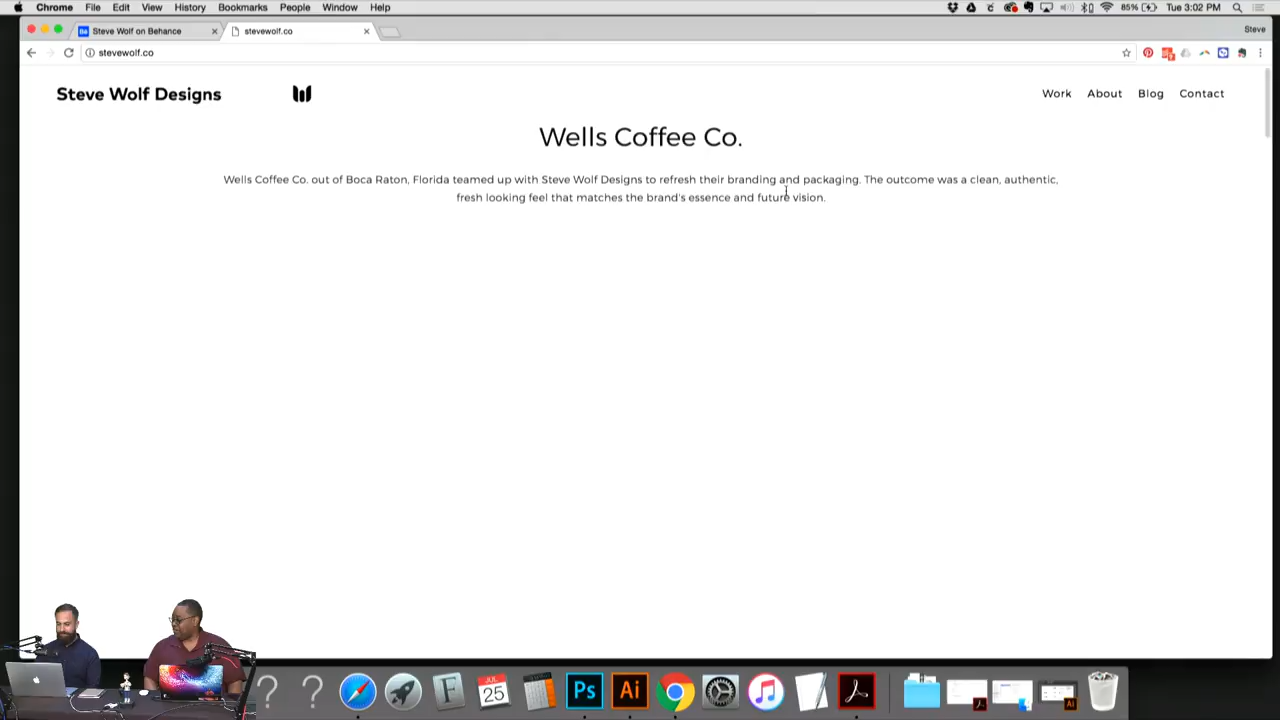 Chrome File Edit View History Bookmarks People Window Help 85% Tue 3:02 PM
Steve Wolf on Behance stevewolf.co Steve
stevewolf.co
Steve Wolf Designs Work About Blog Contact
Wells Coffee Co.
Wells Coffee Co. out of Boca Raton, Florida teamed up with Steve Wolf Designs to refresh their branding and packaging. The outcome was a clean, authentic,
fresh looking feel that matches the brand's essence and future vision.
JUL
25
Ps Ai